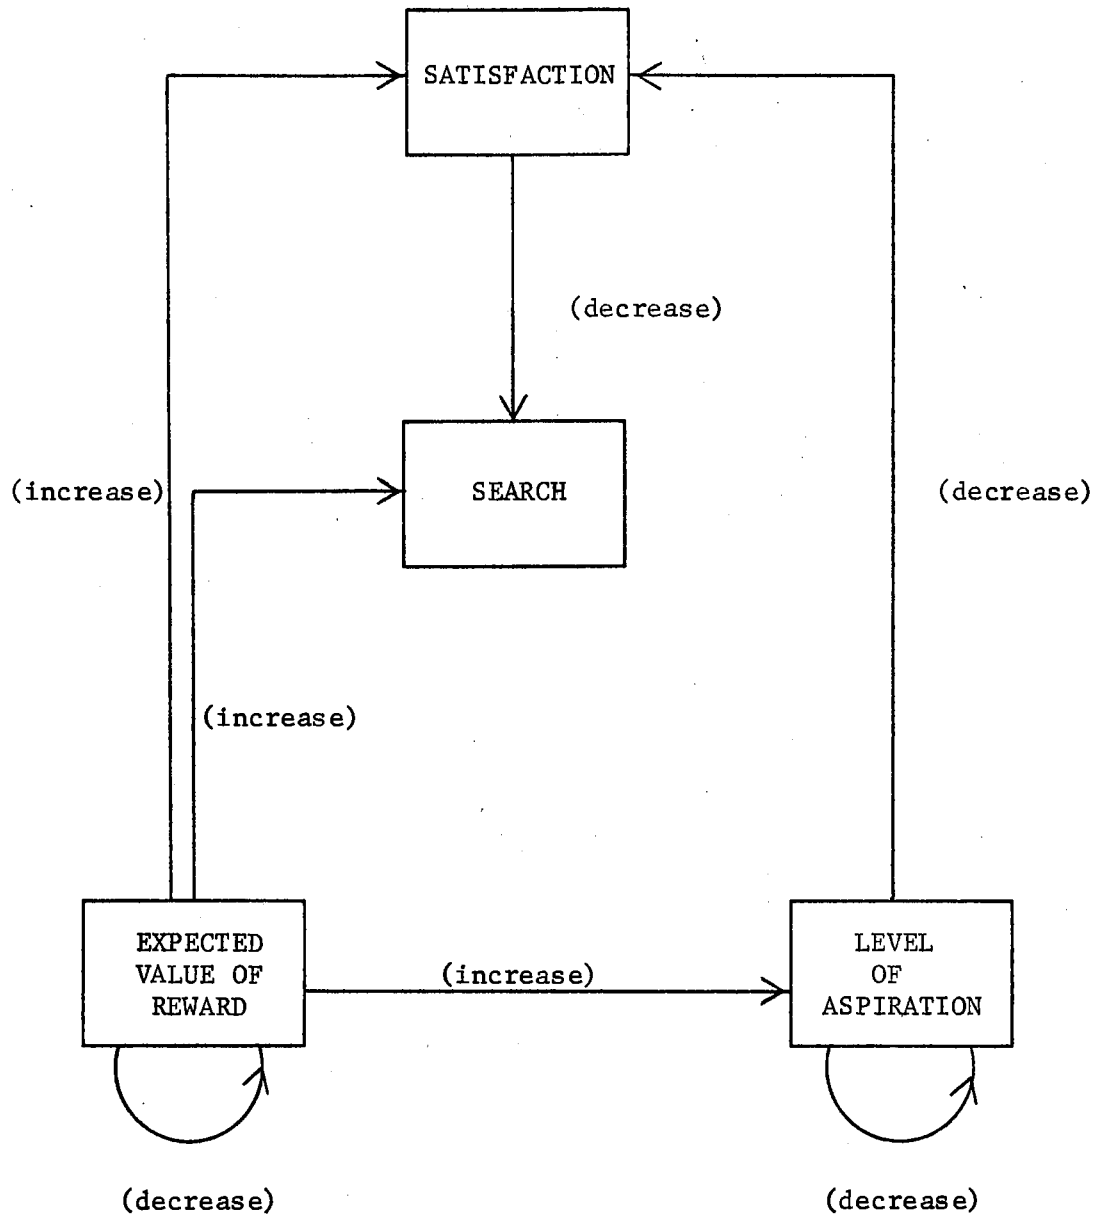 SATISFACTION
(decrease)
(increase)
SEARCH
(decrease)
(increase)
EXPECTED
VALUE OF
REWARD
(increase)
LEVEL
OF
ASPIRATION
(decrease)
(decrease)